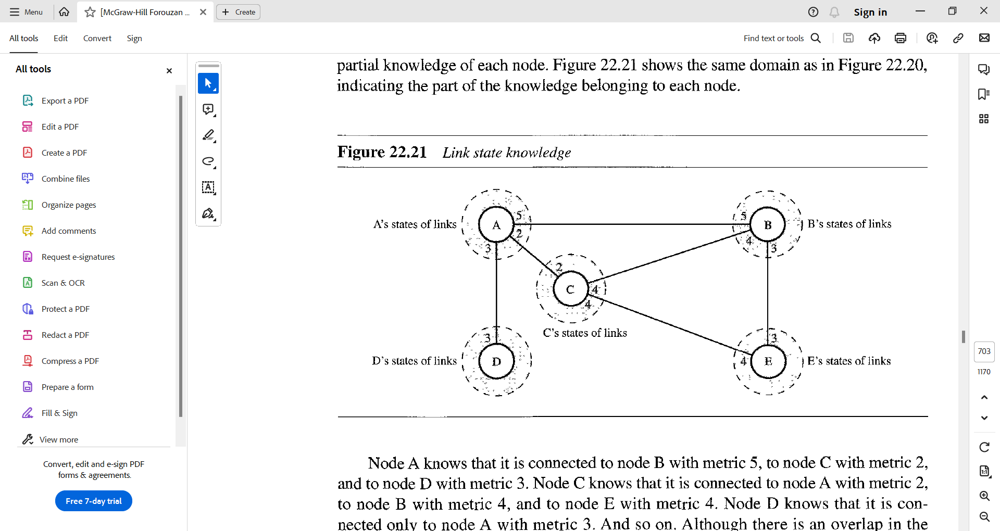 Menu
[McGraw-Hill Forouzan ...
Create
Sign in
All tools
Edit
Convert
Sign
Find text or tools
All tools
Export a PDF
Edit a PDF
Create a PDF
Combine files
Organize pages
Add comments
Request e-signatures
Scan & OCR
Protect a PDF
Redact a PDF
Compress a PDF
Prepare a form
Fill & Sign
View more
Convert, edit and e-sign PDF
forms & agreements.
Free 7-day trial
partial knowledge of each node. Figure 22.21 shows the same domain as in Figure 22.20,
indicating the part of the knowledge belonging to each node.
Figure 22.21 Link state knowledge
A's states of links
A
5
2
3
5
4
3
B
B's states of links
2
C
4
4
C's states of links
D's states of links
3
D
3
4
E
E's states of links
Node A knows that it is connected to node B with metric 5, to node C with metric 2,
and to node D with metric 3. Node C knows that it is connected to node A with metric 2,
to node B with metric 4, and to node E with metric 4. Node D knows that it is con-
nected only to node A with metric 3. And so on. Although there is an overlap in the
703
1170